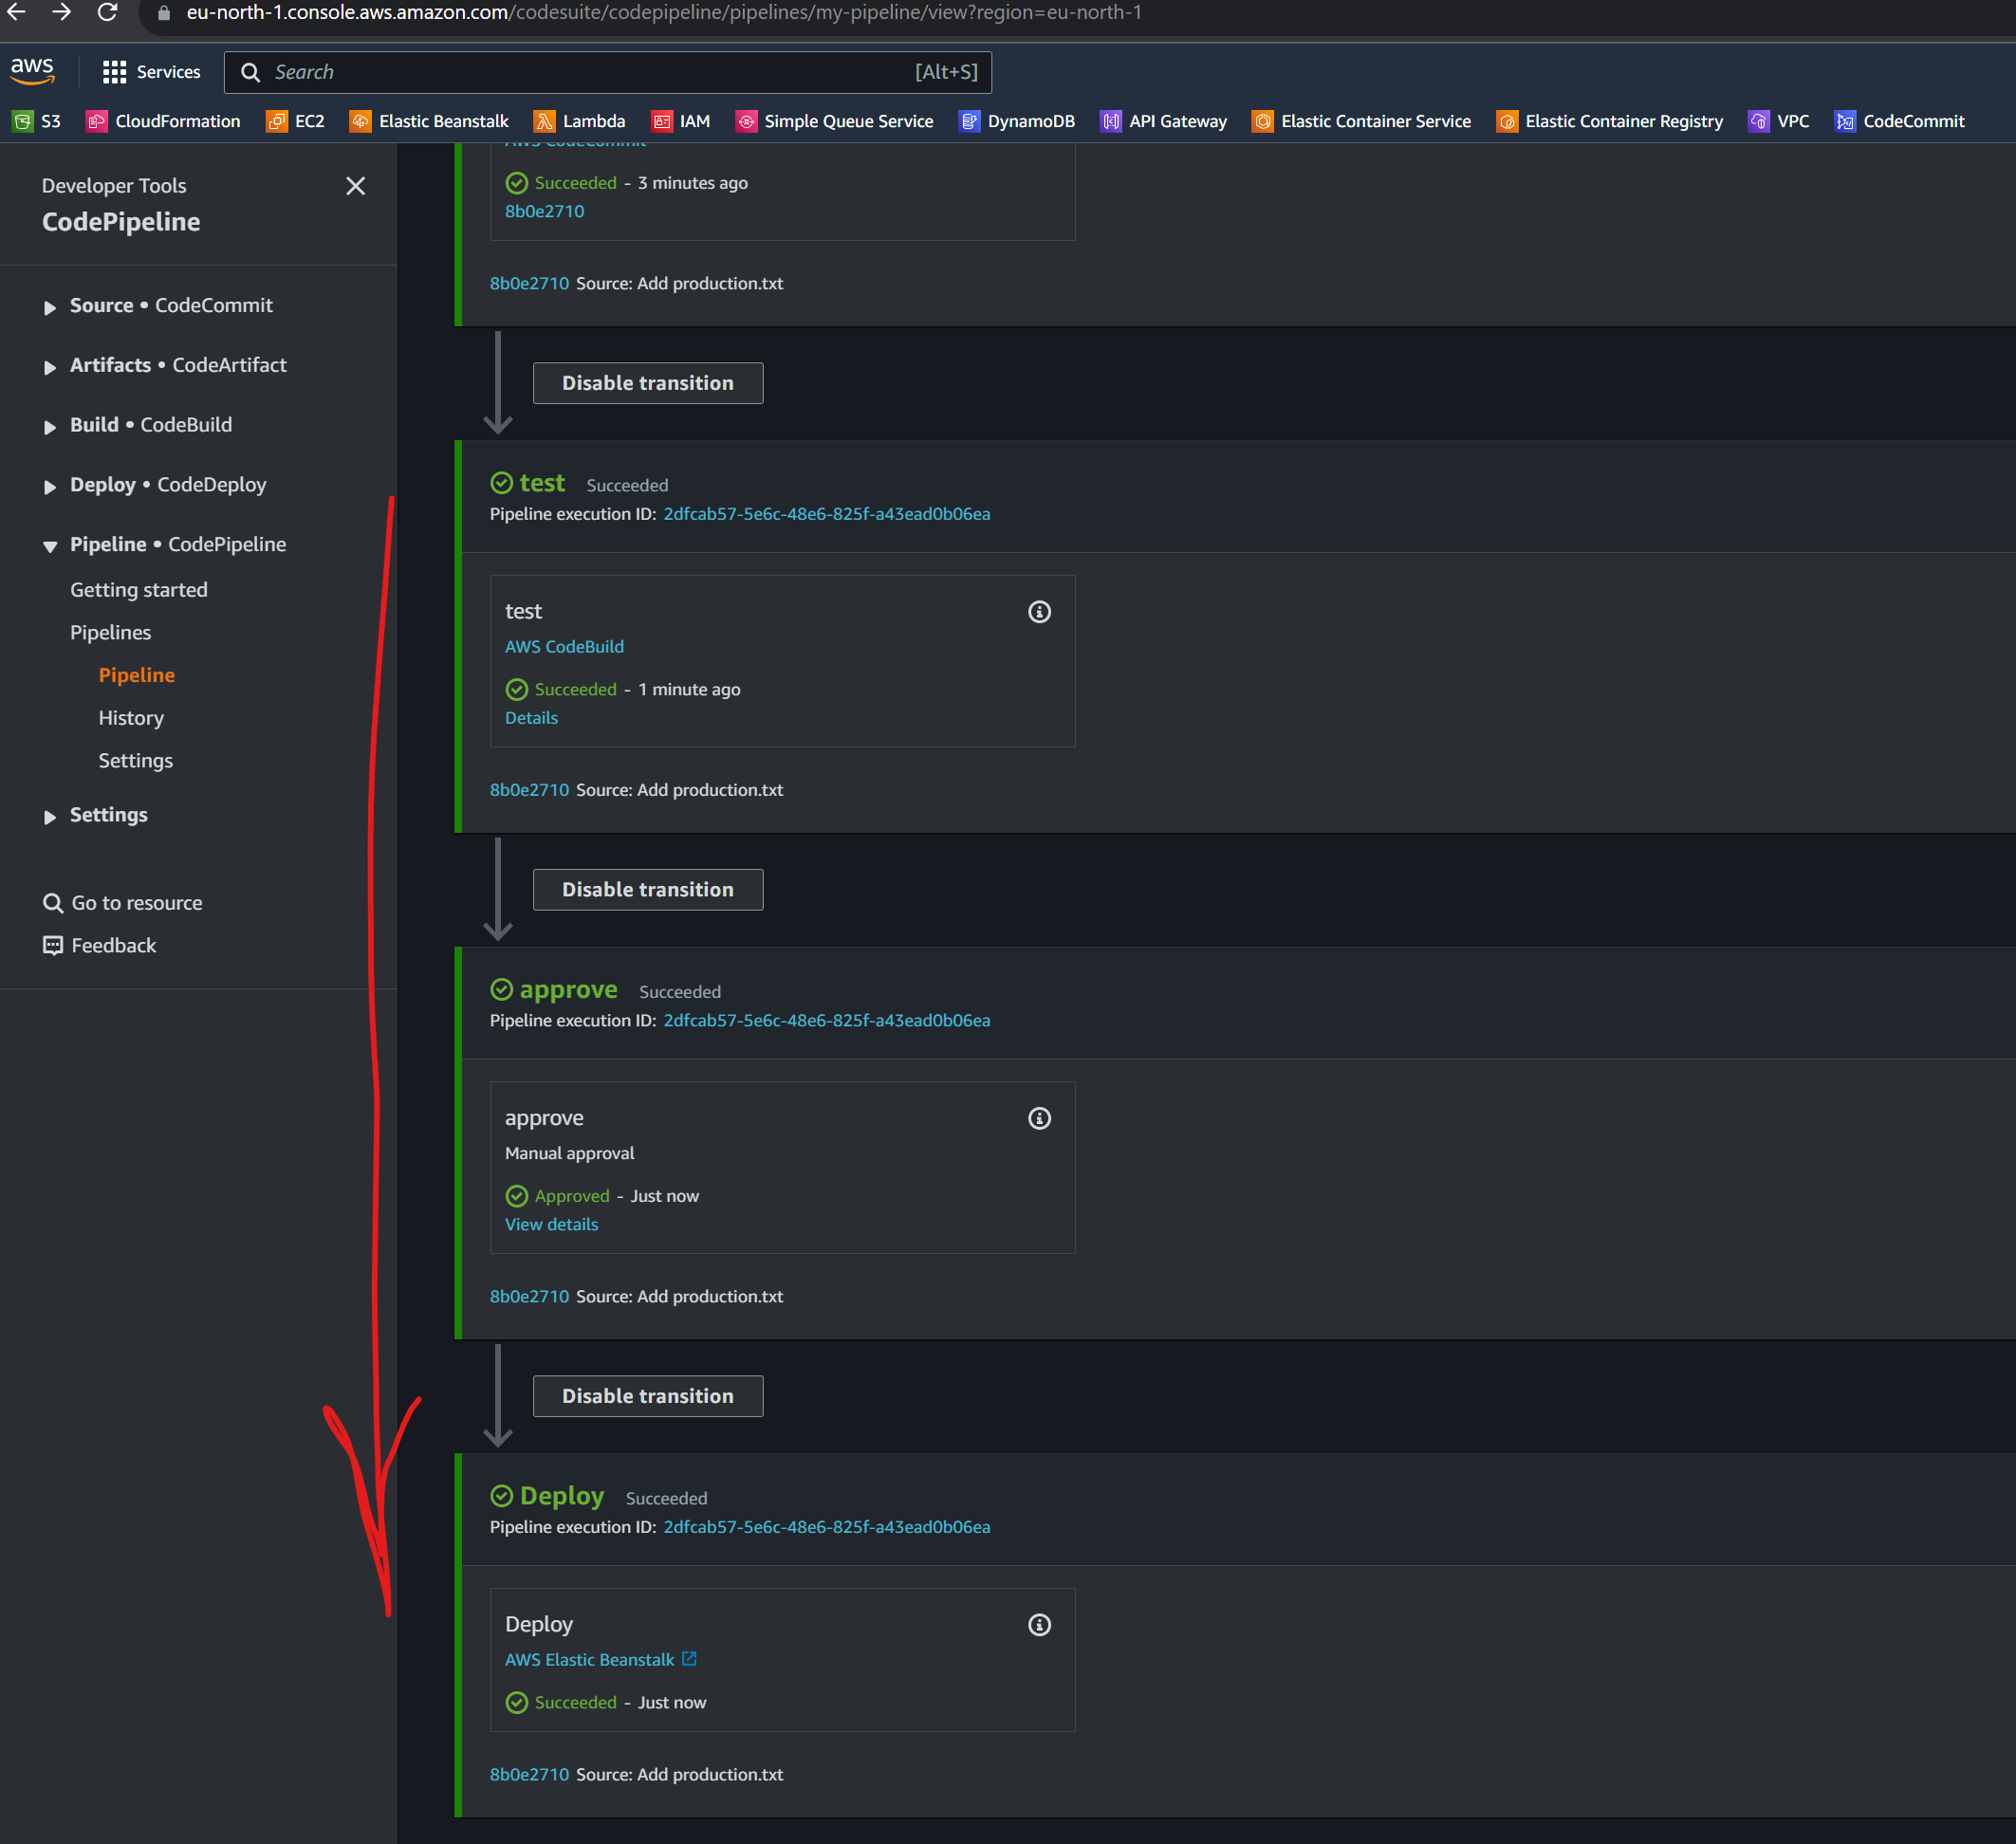 eu-north-1.console.aws.amazon.com/codesuite/codepipeline/pipelines/my-pipeline/view?region=eu-north-1
aws Services Search [Alt+S]
S3 CloudFormation EC2 Elastic Beanstalk Lambda IAM Simple Queue Service DynamoDB API Gateway Elastic Container Service Elastic Container Registry VPC CodeCommit
Developer Tools
CodePipeline
Source • CodeCommit
Artifacts • CodeArtifact
Build • CodeBuild
Deploy • CodeDeploy
Pipeline • CodePipeline
Getting started
Pipelines
Pipeline
History
Settings
Settings
Go to resource
Feedback
AWS CodeCommit
Succeeded - 3 minutes ago
8b0e2710
8b0e2710 Source: Add production.txt
Disable transition
test Succeeded
Pipeline execution ID: 2dfcab57-5e6c-48e6-825f-a43ead0b06ea
test
AWS CodeBuild
Succeeded - 1 minute ago
Details
8b0e2710 Source: Add production.txt
Disable transition
approve Succeeded
Pipeline execution ID: 2dfcab57-5e6c-48e6-825f-a43ead0b06ea
approve
Manual approval
Approved - Just now
View details
8b0e2710 Source: Add production.txt
Disable transition
Deploy Succeeded
Pipeline execution ID: 2dfcab57-5e6c-48e6-825f-a43ead0b06ea
Deploy
AWS Elastic Beanstalk
Succeeded - Just now
8b0e2710 Source: Add production.txt